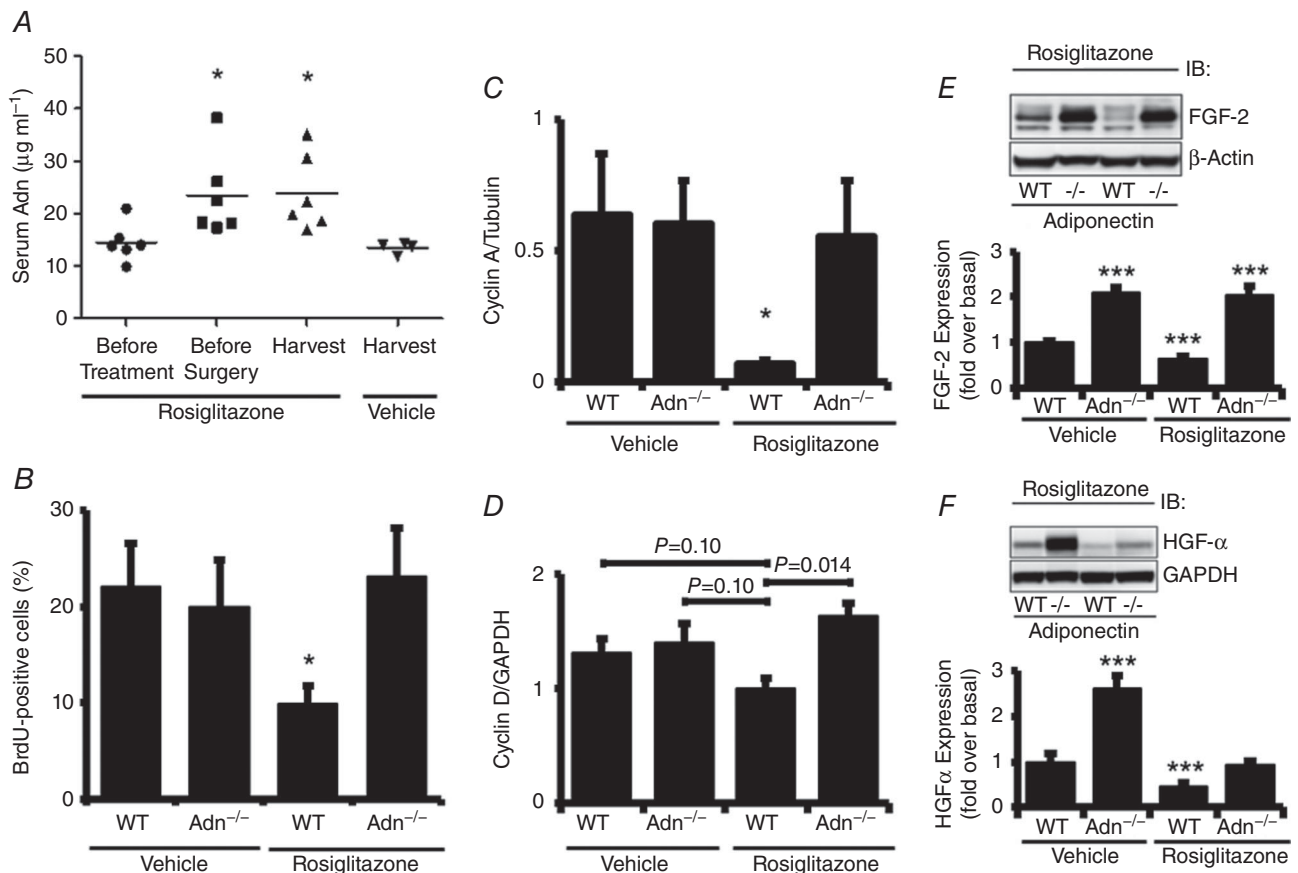 A
Serum Adn (μg ml−1)
50
40
30
20
10
0
*
*
Before Treatment
Before Surgery
Harvest
Harvest
Rosiglitazone
Vehicle
B
BrdU-positive cells (%)
30
20
10
0
*
WT
Adn−/−
WT
Adn−/−
Vehicle
Rosiglitazone
C
Cyclin A/Tubulin
1
0.5
0
*
WT
Adn−/−
WT
Adn−/−
Vehicle
Rosiglitazone
D
Cyclin D/GAPDH
2
1
0
P=0.10
P=0.014
P=0.10
WT
Adn−/−
WT
Adn−/−
Vehicle
Rosiglitazone
E
Rosiglitazone
IB:
FGF-2
β-Actin
WT -/- WT -/-
Adiponectin
FGF-2 Expression
(fold over basal)
3
2
1
0
***
***
***
WT
Adn−/−
WT
Adn−/−
Vehicle
Rosiglitazone
F
Rosiglitazone
IB:
HGF-α
GAPDH
WT -/- WT -/-
Adiponectin
HGFα Expression
(fold over basal)
3
2
1
0
***
***
WT
Adn−/−
WT
Adn−/−
Vehicle
Rosiglitazone